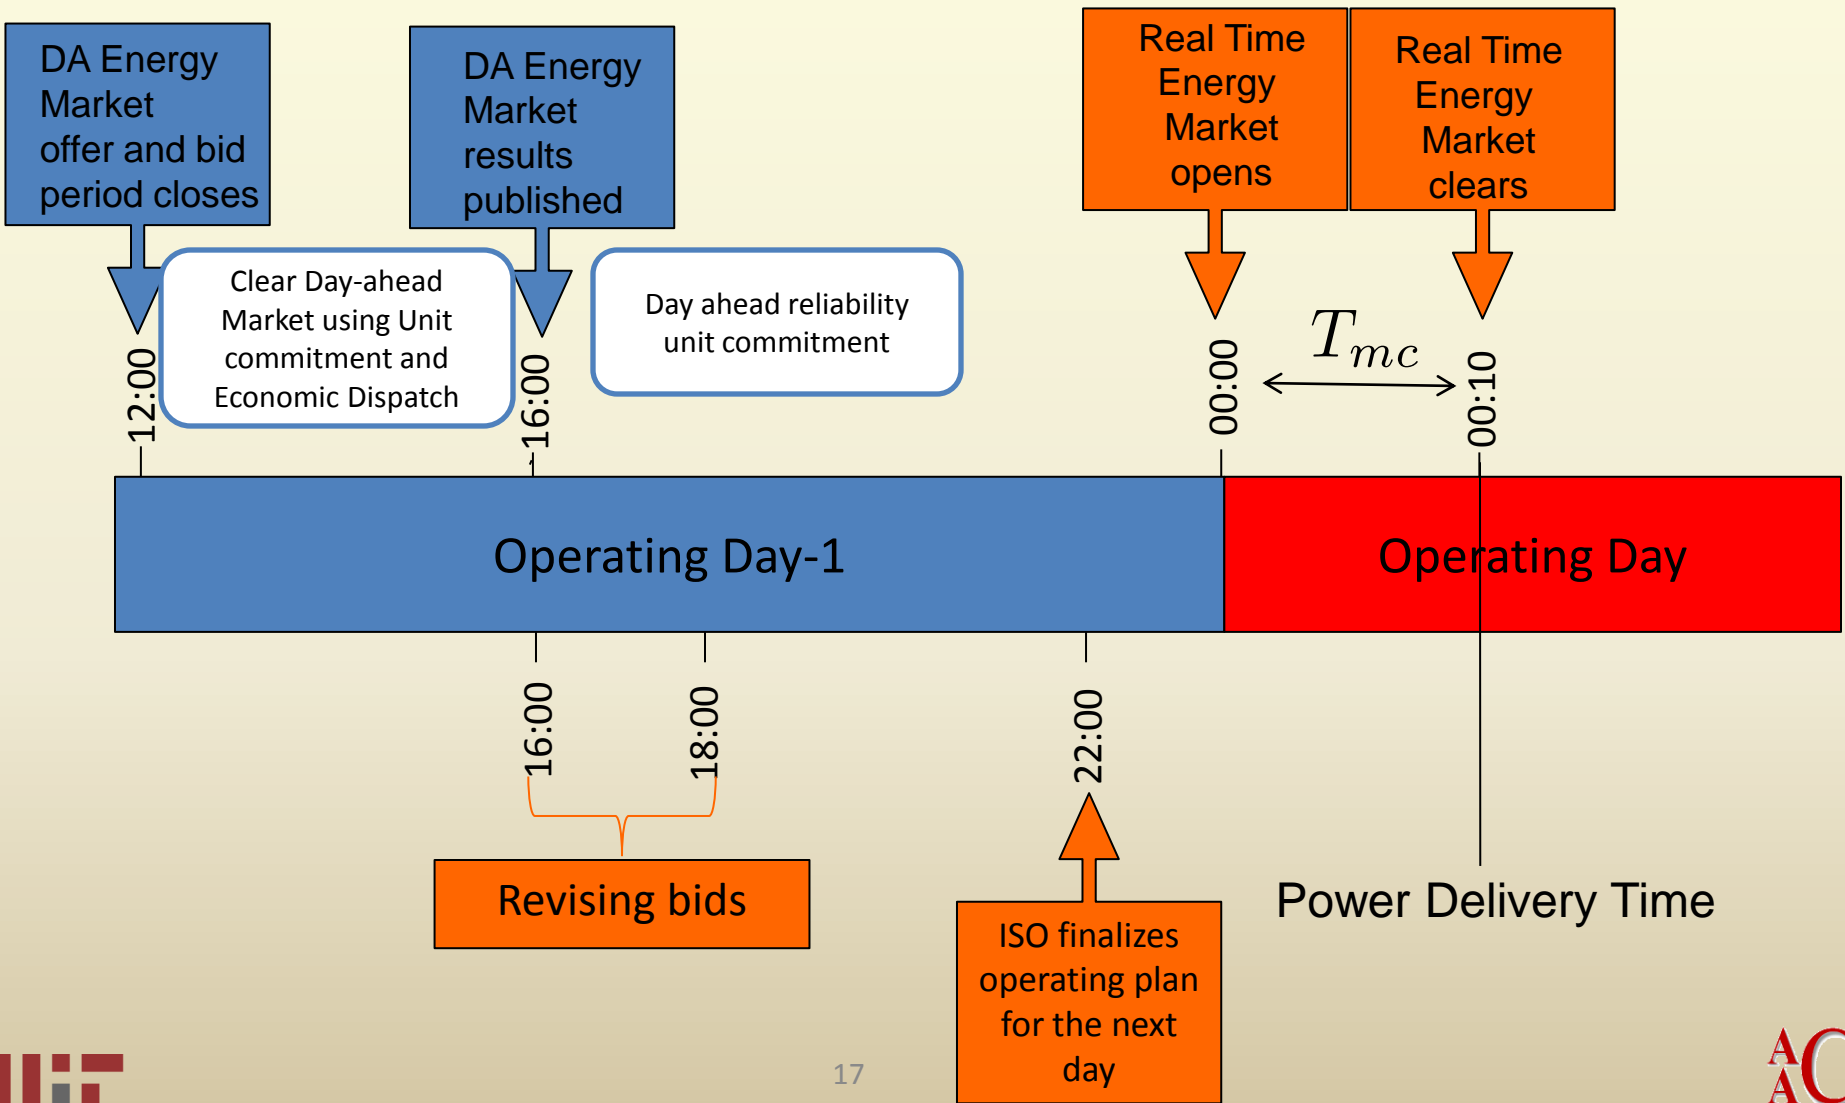 DA Energy
Market
offer and bid
period closes
DA Energy
Market
results
published
Real Time
Energy
Market
opens
Real Time
Energy
Market
clears
Clear Day-ahead
Market using Unit
commitment and
Economic Dispatch
Day ahead reliability
unit commitment
12:00
16:00
00:00
T_mc
00:10
Operating Day-1
Operating Day
16:00
18:00
22:00
Revising bids
ISO finalizes
operating plan
for the next
day
Power Delivery Time
17